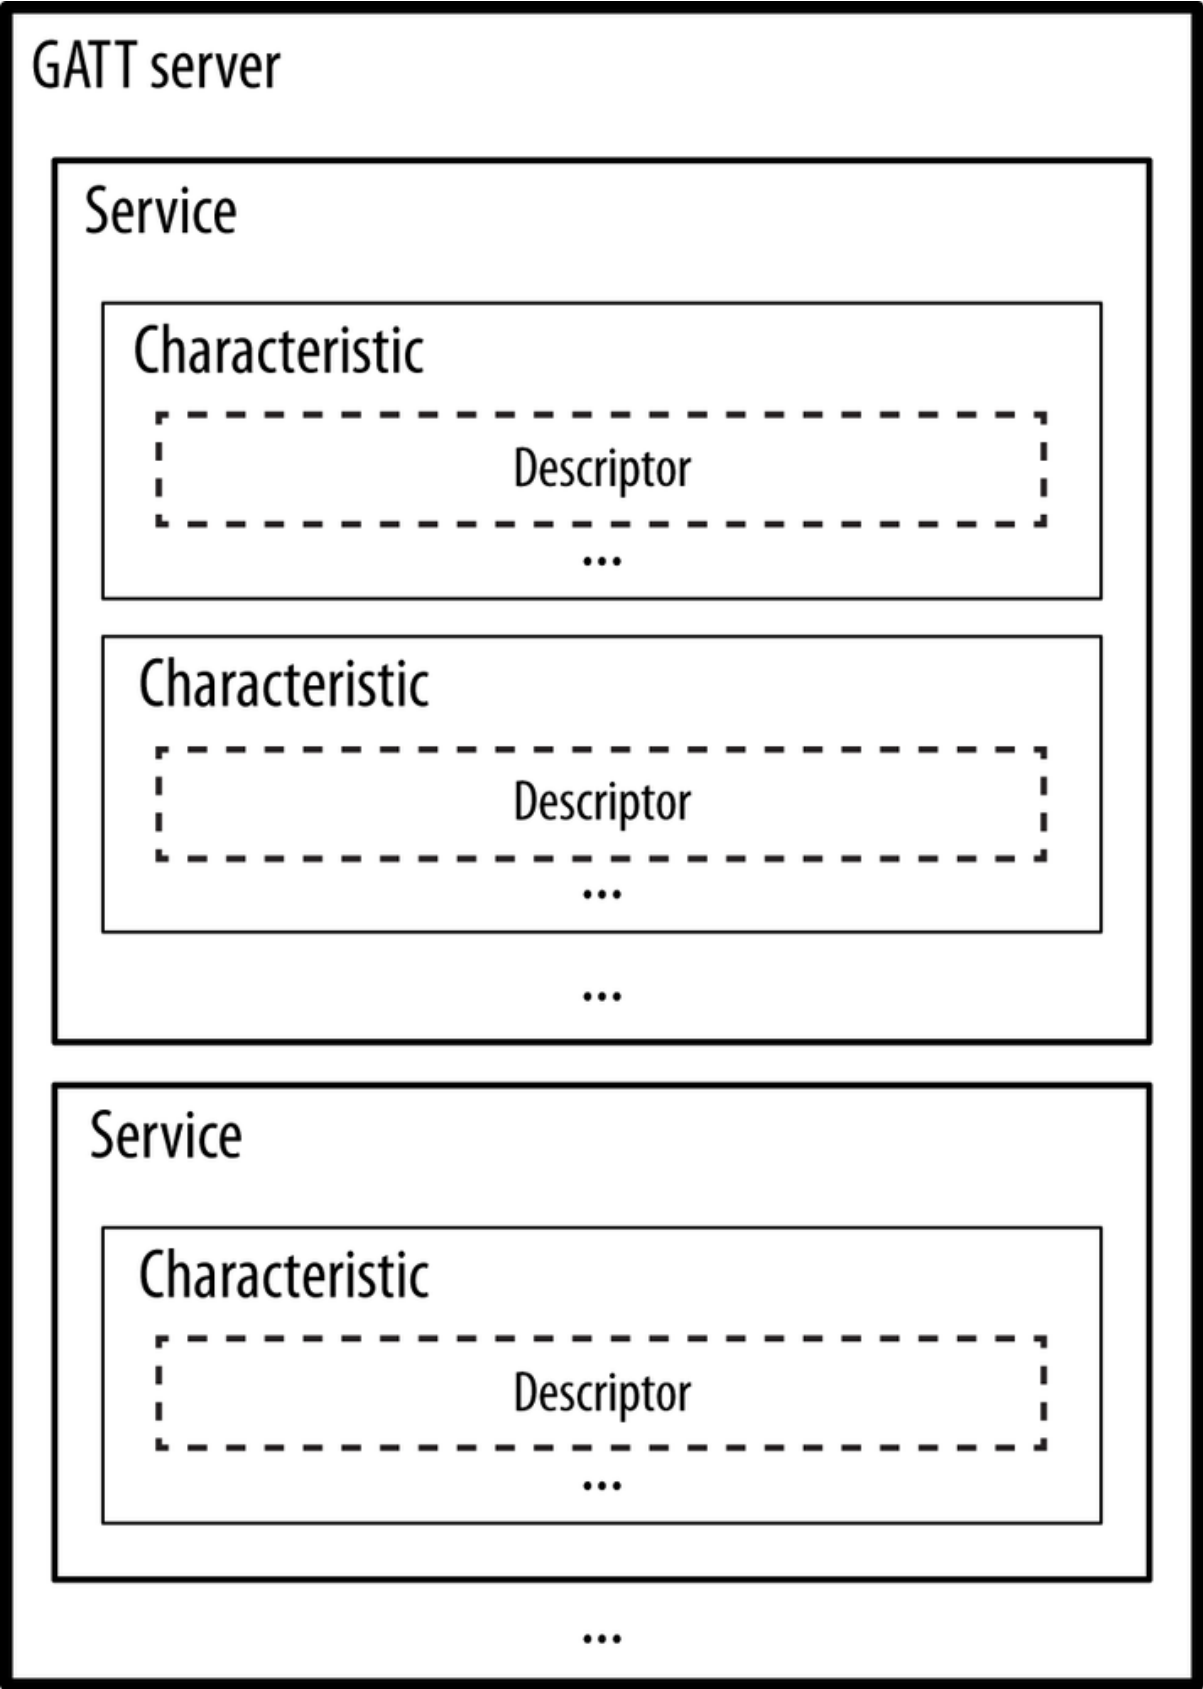 GATT server
Service
Characteristic
Descriptor
...
Characteristic
Descriptor
...
...
Service
Characteristic
Descriptor
...
...